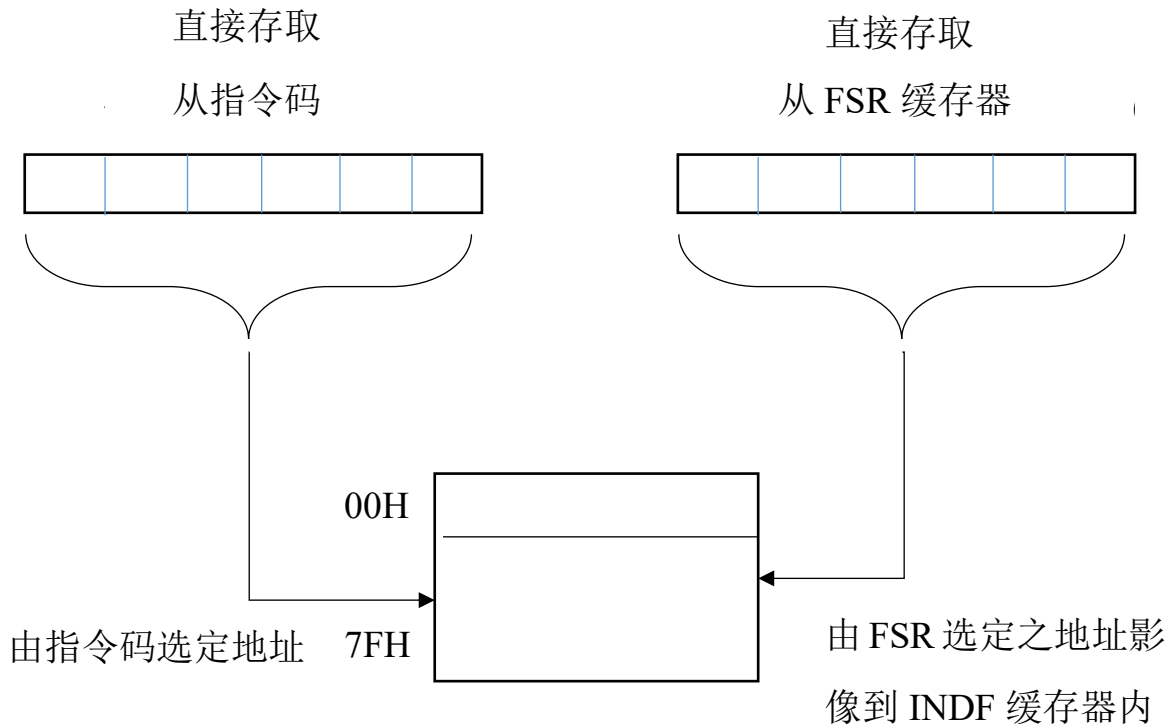 直接存取
从指令码
直接存取
从 FSR 缓存器
00H
7FH
由指令码选定地址
由 FSR 选定之地址影
像到 INDF 缓存器内